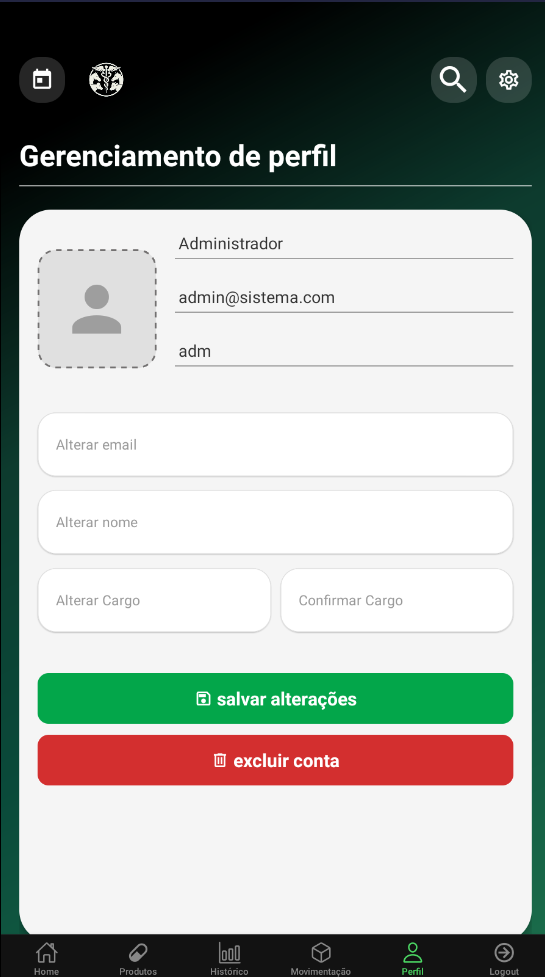 Gerenciamento de perfil
Administrador
admin@sistema.com
adm
Alterar email
Alterar nome
Alterar Cargo
Confirmar Cargo
salvar alterações
excluir conta
Home
Produtos
Histórico
Movimentação
Perfil
Logout